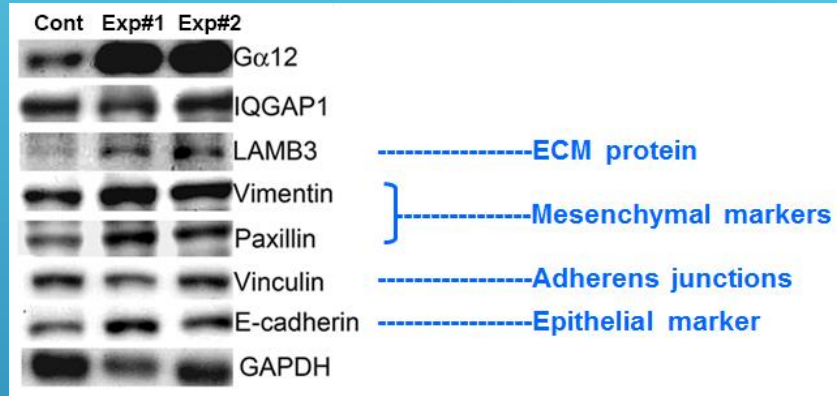 Cont Exp#1 Exp#2
Gα12
IQGAP1
LAMB3 ECM protein
Vimentin
Mesenchymal markers
Paxillin
Vinculin Adherens junctions
E-cadherin Epithelial marker
GAPDH